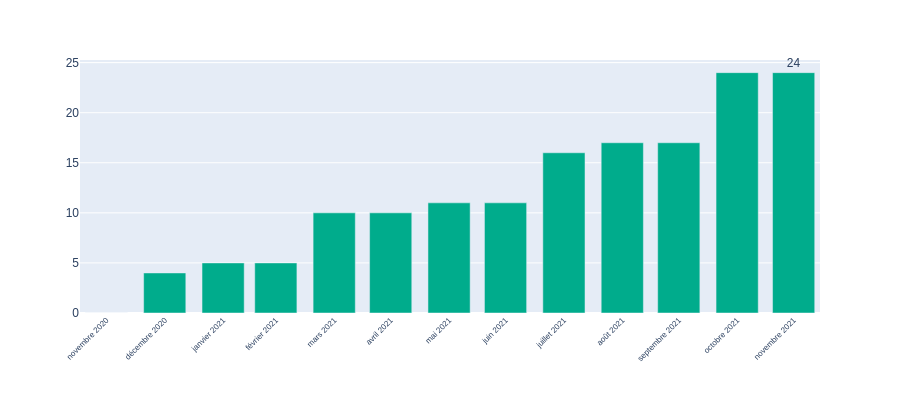 25
24
20
15
10
5
0
novembre 2020
décembre 2020
janvier 2021
février 2021
mars 2021
avril 2021
mai 2021
juin 2021
juillet 2021
août 2021
septembre 2021
octobre 2021
novembre 2021